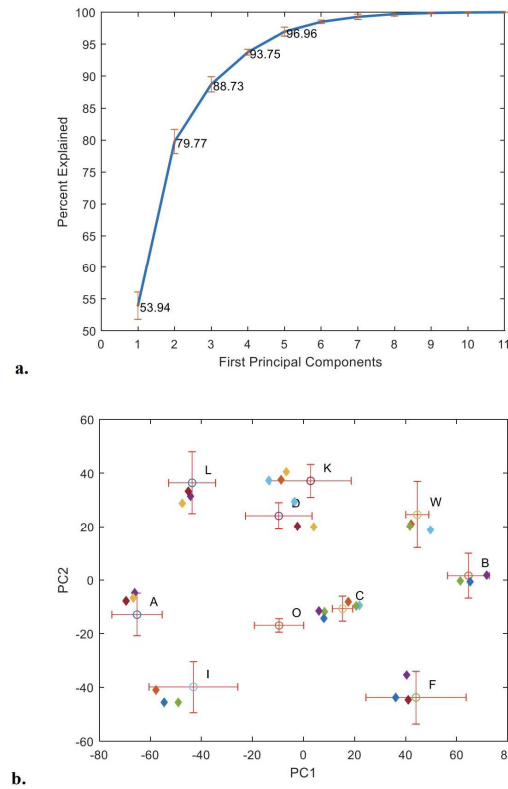 100
95
90
85
80
75
70
65
60
55
50
53.94
79.77
88.73
93.75
96.96
0 1 2 3 4 5 6 7 8 9 10 11
First Principal Components
Percent Explained
a.
60
40
20
0
-20
-40
-60
L
K
D
W
B
A
C
O
I
F
-80 -60 -40 -20 0 20 40 60 8
PC1
PC2
b.